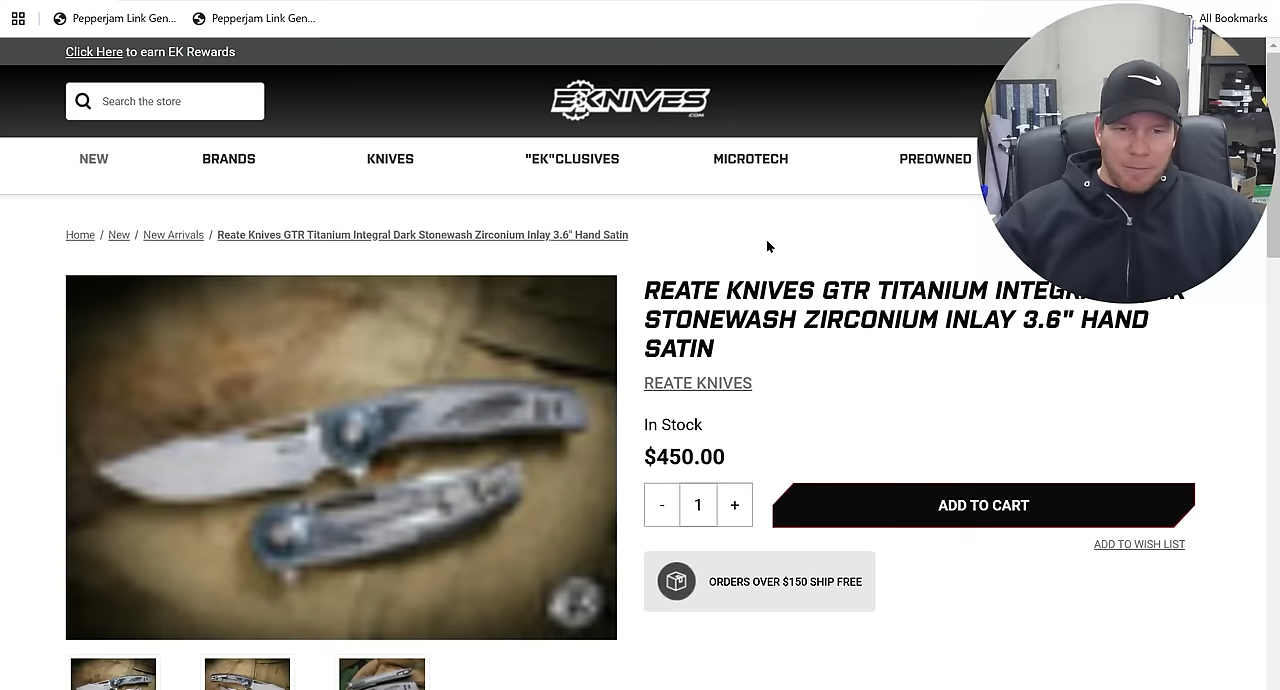 Pepperjam Link Gen...
Pepperjam Link Gen...
All Bookmarks
Click Here to earn EK Rewards
Search the store
EKNIVES
.COM
NEW
BRANDS
KNIVES
"EK"CLUSIVES
MICROTECH
PREOWNED
Home / New / New Arrivals / Reate Knives GTR Titanium Integral Dark Stonewash Zirconium Inlay 3.6" Hand Satin
REATE KNIVES GTR TITANIUM
STONEWASH ZIRCONIUM INLAY 3.6" HAND
SATIN
REATE KNIVES
In Stock
$450.00
- 1 +
ADD TO CART
ADD TO WISH LIST
ORDERS OVER $150 SHIP FREE